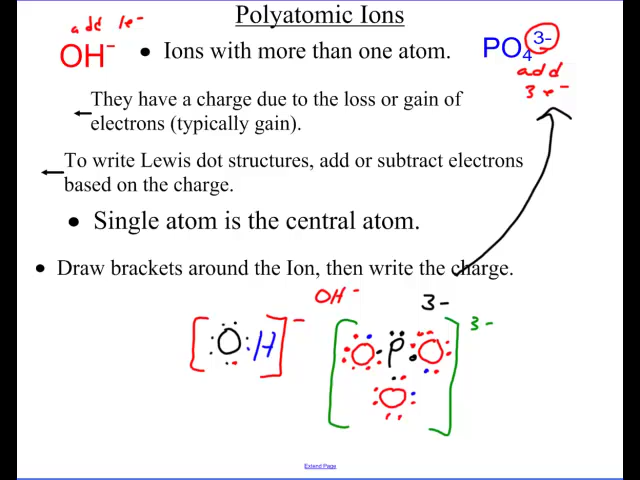 Polyatomic Ions
add 1e⁻
OH⁻
• Ions with more than one atom.
PO₄³⁻
add
3 e⁻
They have a charge due to the loss or gain of
electrons (typically gain).
To write Lewis dot structures, add or subtract electrons
based on the charge.
• Single atom is the central atom.
• Draw brackets around the Ion, then write the charge.
OH⁻
3-
[O H]⁻
[O P O
O]3-
Extend Page